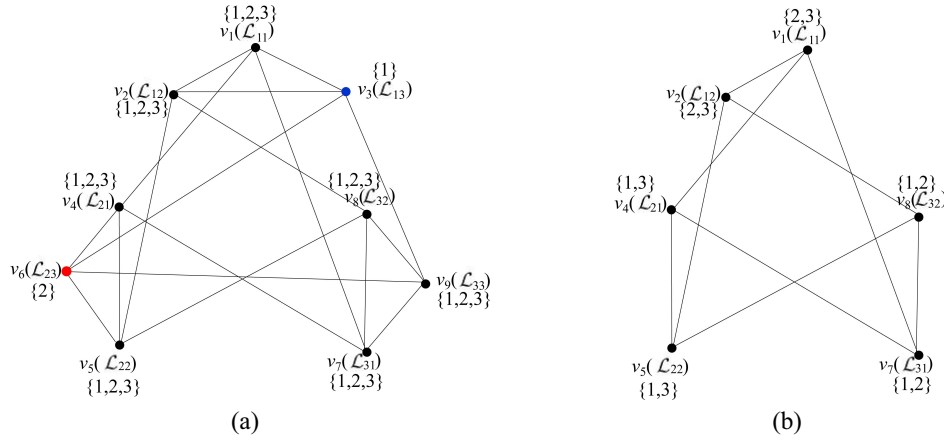 {1,2,3}
v₁(ℒ₁₁)
{1}
v₃(ℒ₁₃)
v₂(ℒ₁₂)
{1,2,3}
{1,2,3}
v₄(ℒ₂₁)
{1,2,3}
v₈(ℒ₃₂)
v₆(ℒ₂₃)
{2}
v₉(ℒ₃₃)
{1,2,3}
v₅(ℒ₂₂)
{1,2,3}
v₇(ℒ₃₁)
{1,2,3}
(a)
{2,3}
v₁(ℒ₁₁)
v₂(ℒ₁₂)
{2,3}
{1,3}
v₄(ℒ₂₁)
{1,2}
v₈(ℒ₃₂)
v₅(ℒ₂₂)
{1,3}
v₇(ℒ₃₁)
{1,2}
(b)